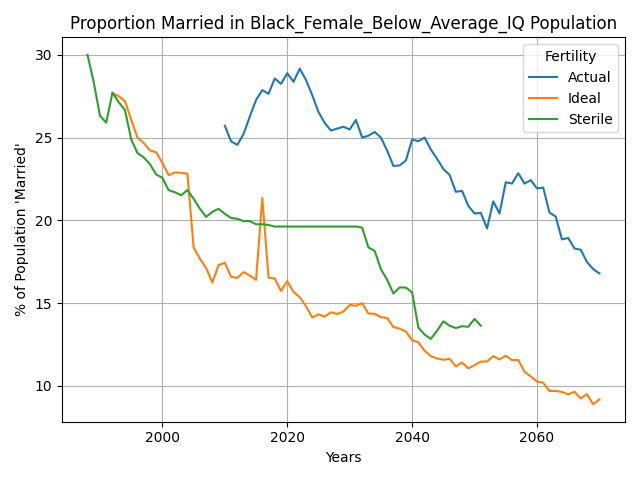 Proportion Married in Black_Female_Below_Average_IQ Population
% of Population 'Married'
30
25
20
15
10
Fertility
Actual
Ideal
Sterile
2000
2020
2040
2060
Years